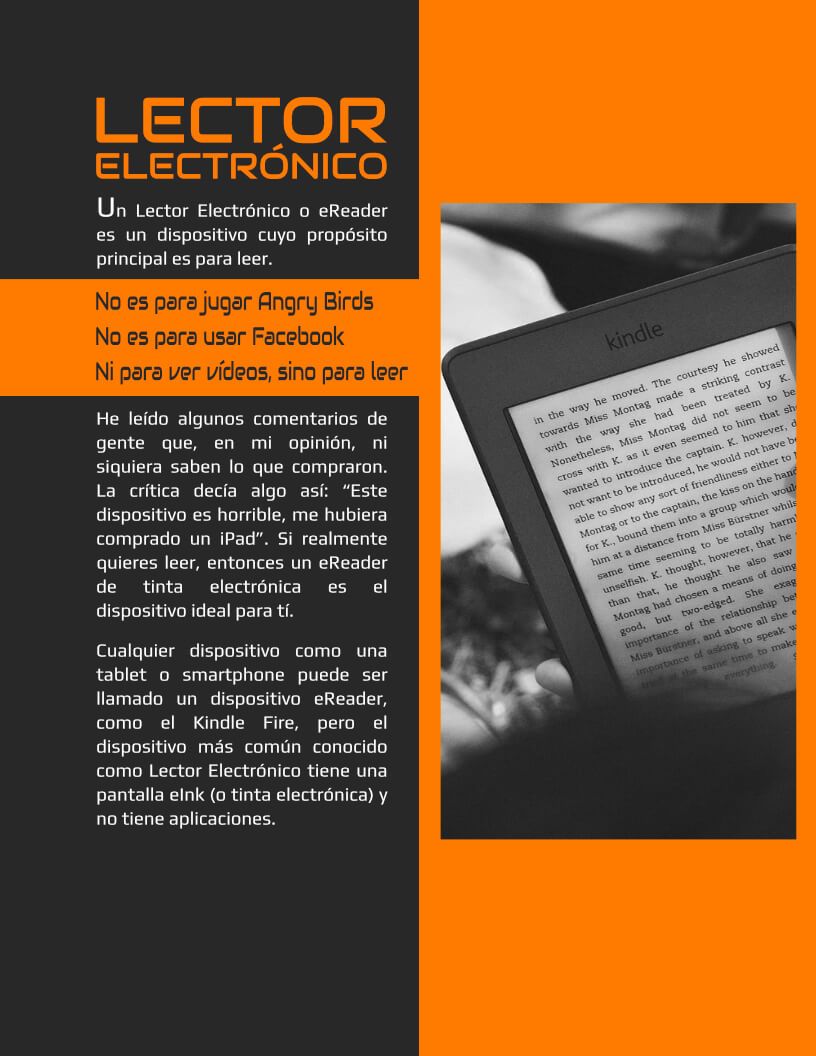 LECTOR
ELECTRÓNICO
Un Lector Electrónico o eReader
es un dispositivo cuyo propósito
principal es para leer.
No es para jugar Angry Birds
No es para usar Facebook
Ni para ver vídeos, sino para leer
He leído algunos comentarios de
gente que, en mi opinión, ni
siquiera saben lo que compraron.
La crítica decía algo así: “Este
dispositivo es horrible, me hubiera
comprado un iPad”. Si realmente
quieres leer, entonces un eReader
de tinta electrónica es el
dispositivo ideal para tí.
Cualquier dispositivo como una
tablet o smartphone puede ser
llamado un dispositivo eReader,
como el Kindle Fire, pero el
dispositivo más común conocido
como Lector Electrónico tiene una
pantalla eInk (o tinta electrónica) y
no tiene aplicaciones.
kindle
in the way he moved. The courtesy he showed
towards Miss Montag made a striking contrast
with the way she had been treated by K.
Nonetheless, Miss Montag did not seem to be
cross with K. as it even seemed to him that
wanted to introduce the captain. K. however,
not want to be introduced, he would not have
able to show any sort of friendliness either to
Montag or to the captain, the kiss on the hand
for K., bound them into a group which would
him at a distance from Miss Bürstner whilst
same time seeming to be totally
unselfish. K. thought, however, that he
than that, he thought he also saw
Montag had chosen a means of doing
good, but two-edged. She
importance of the relationship
Miss Bürstner, and above all she
importance of asking to speak
tried at the same time to make
everything.